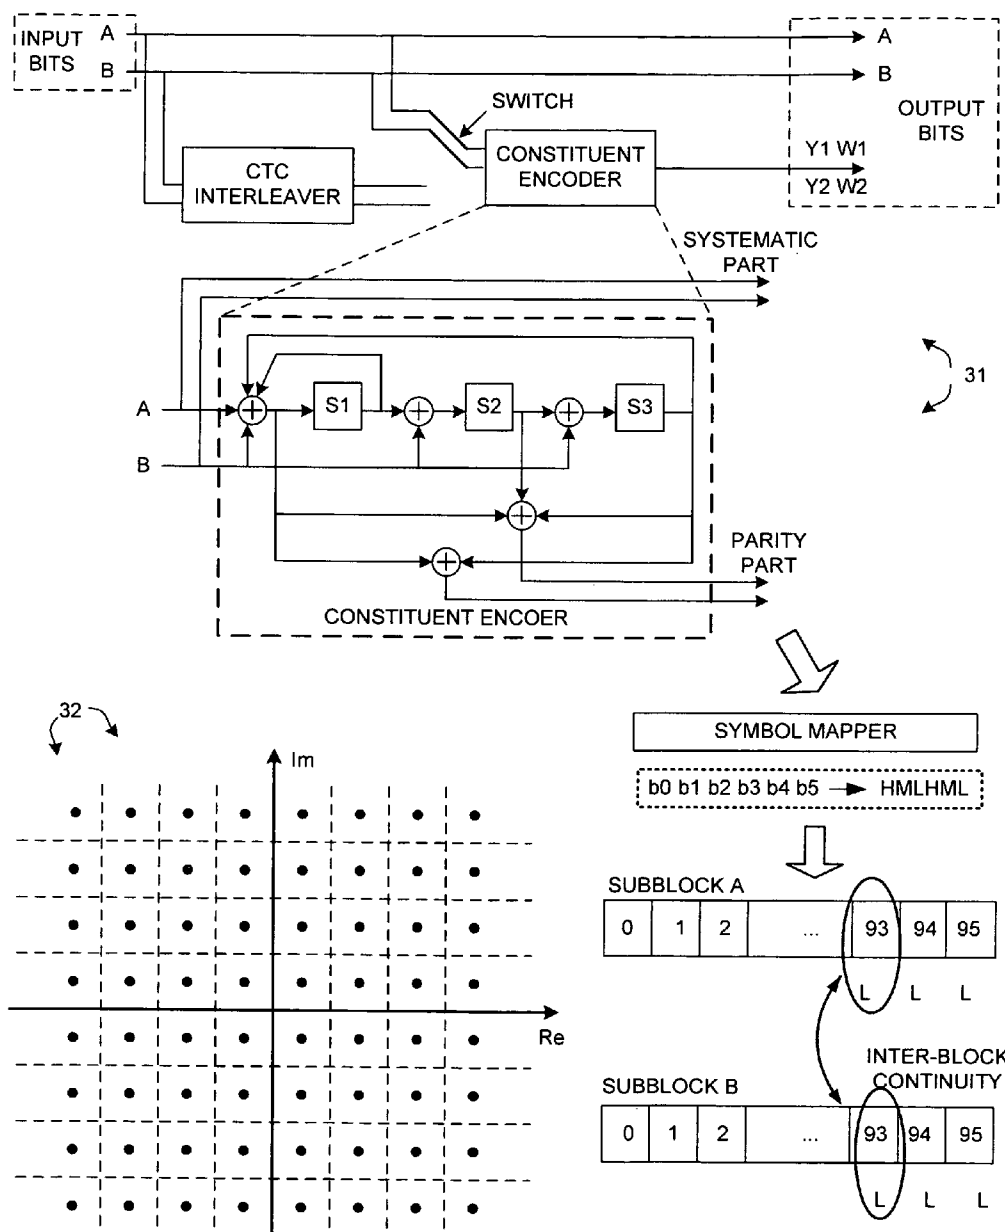 INPUT
BITS
A
B
A
B
OUTPUT
BITS
SWITCH
CTC
INTERLEAVER
CONSTITUENT
ENCODER
Y1 W1
Y2 W2
SYSTEMATIC
PART
31
A
B
S1
S2
S3
PARITY
PART
CONSTITUENT ENCOER
32
Im
Re
SYMBOL MAPPER
b0 b1 b2 b3 b4 b5 HMLHML
SUBBLOCK A
0 1 2 ... 93 94 95
L L L
INTER-BLOCK
CONTINUITY
SUBBLOCK B
0 1 2 ... 93 94 95
L L L